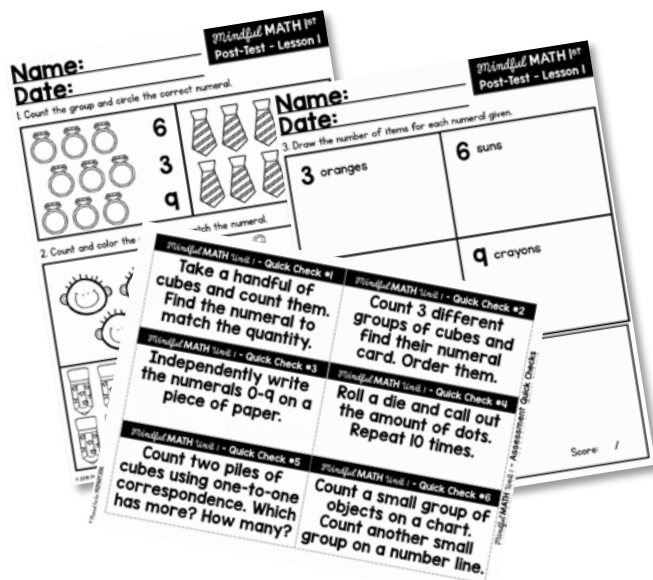 Mindful MATH 1st
Post-Test - Lesson 1
Name:
Date:
1. Count the group and circle the correct numeral.
6
3
9
2. Count and color the
match the numeral.
Mindful MATH 1st
Post-Test - Lesson 1
Name:
Date:
3. Draw the number of items for each numeral given.
3 oranges
6 suns
9 crayons
Score: /
Mindful MATH Unit 1 - Quick Check #1
Take a handful of
cubes and count them.
Find the numeral to
match the quantity.
Mindful MATH Unit 1 - Quick Check #2
Count 3 different
groups of cubes and
find their numeral
card. Order them.
Mindful MATH Unit 1 - Quick Check #3
Independently write
the numerals 0-9 on a
piece of paper.
Mindful MATH Unit 1 - Quick Check #4
Roll a die and call out
the amount of dots.
Repeat 10 times.
Mindful MATH Unit 1 - Quick Check #5
Count two piles of
cubes using one-to-one
correspondence. Which
has more? How many?
Mindful MATH Unit 1 - Quick Check #6
Count a small group of
objects on a chart.
Count another small
group on a number line.
Mindful MATH Unit 1 - Assessment Quick Checks